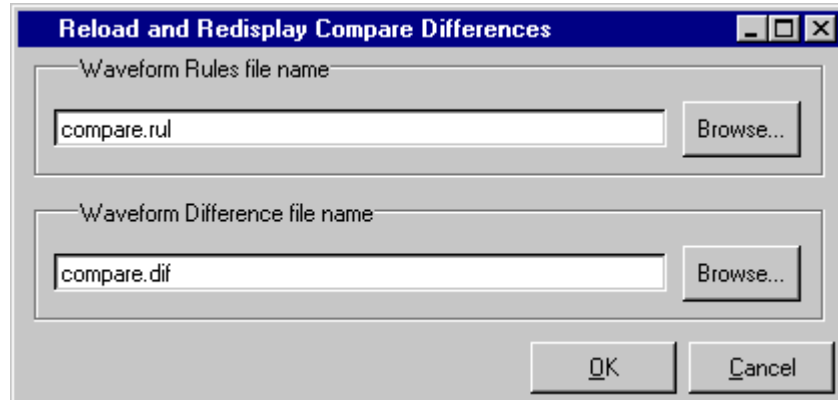 Reload and Redisplay Compare Differences
Waveform Rules file name
compare.rul
Browse...
Waveform Difference file name
compare.dif
Browse...
OK
Cancel